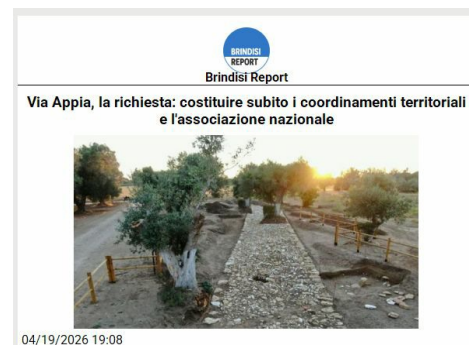 BRINDISI
REPORT
Brindisi Report
Via Appia, la richiesta: costituire subito i coordinamenti territoriali
e l'associazione nazionale
04/19/2026 19:08